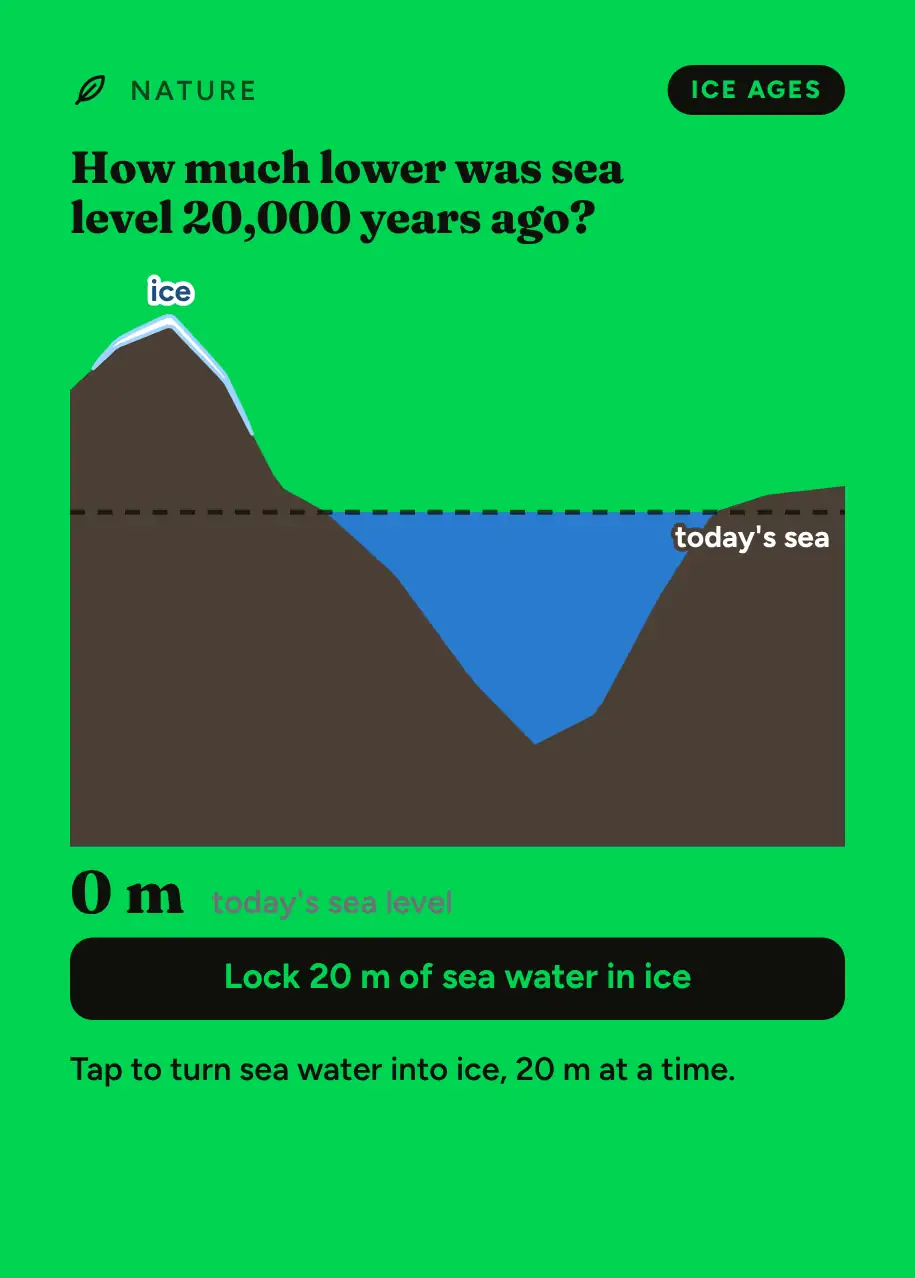 NATURE
ICE AGES
How much lower was sea
level 20,000 years ago?
ice
today's sea
0 m today's sea level
Lock 20 m of sea water in ice
Tap to turn sea water into ice, 20 m at a time.